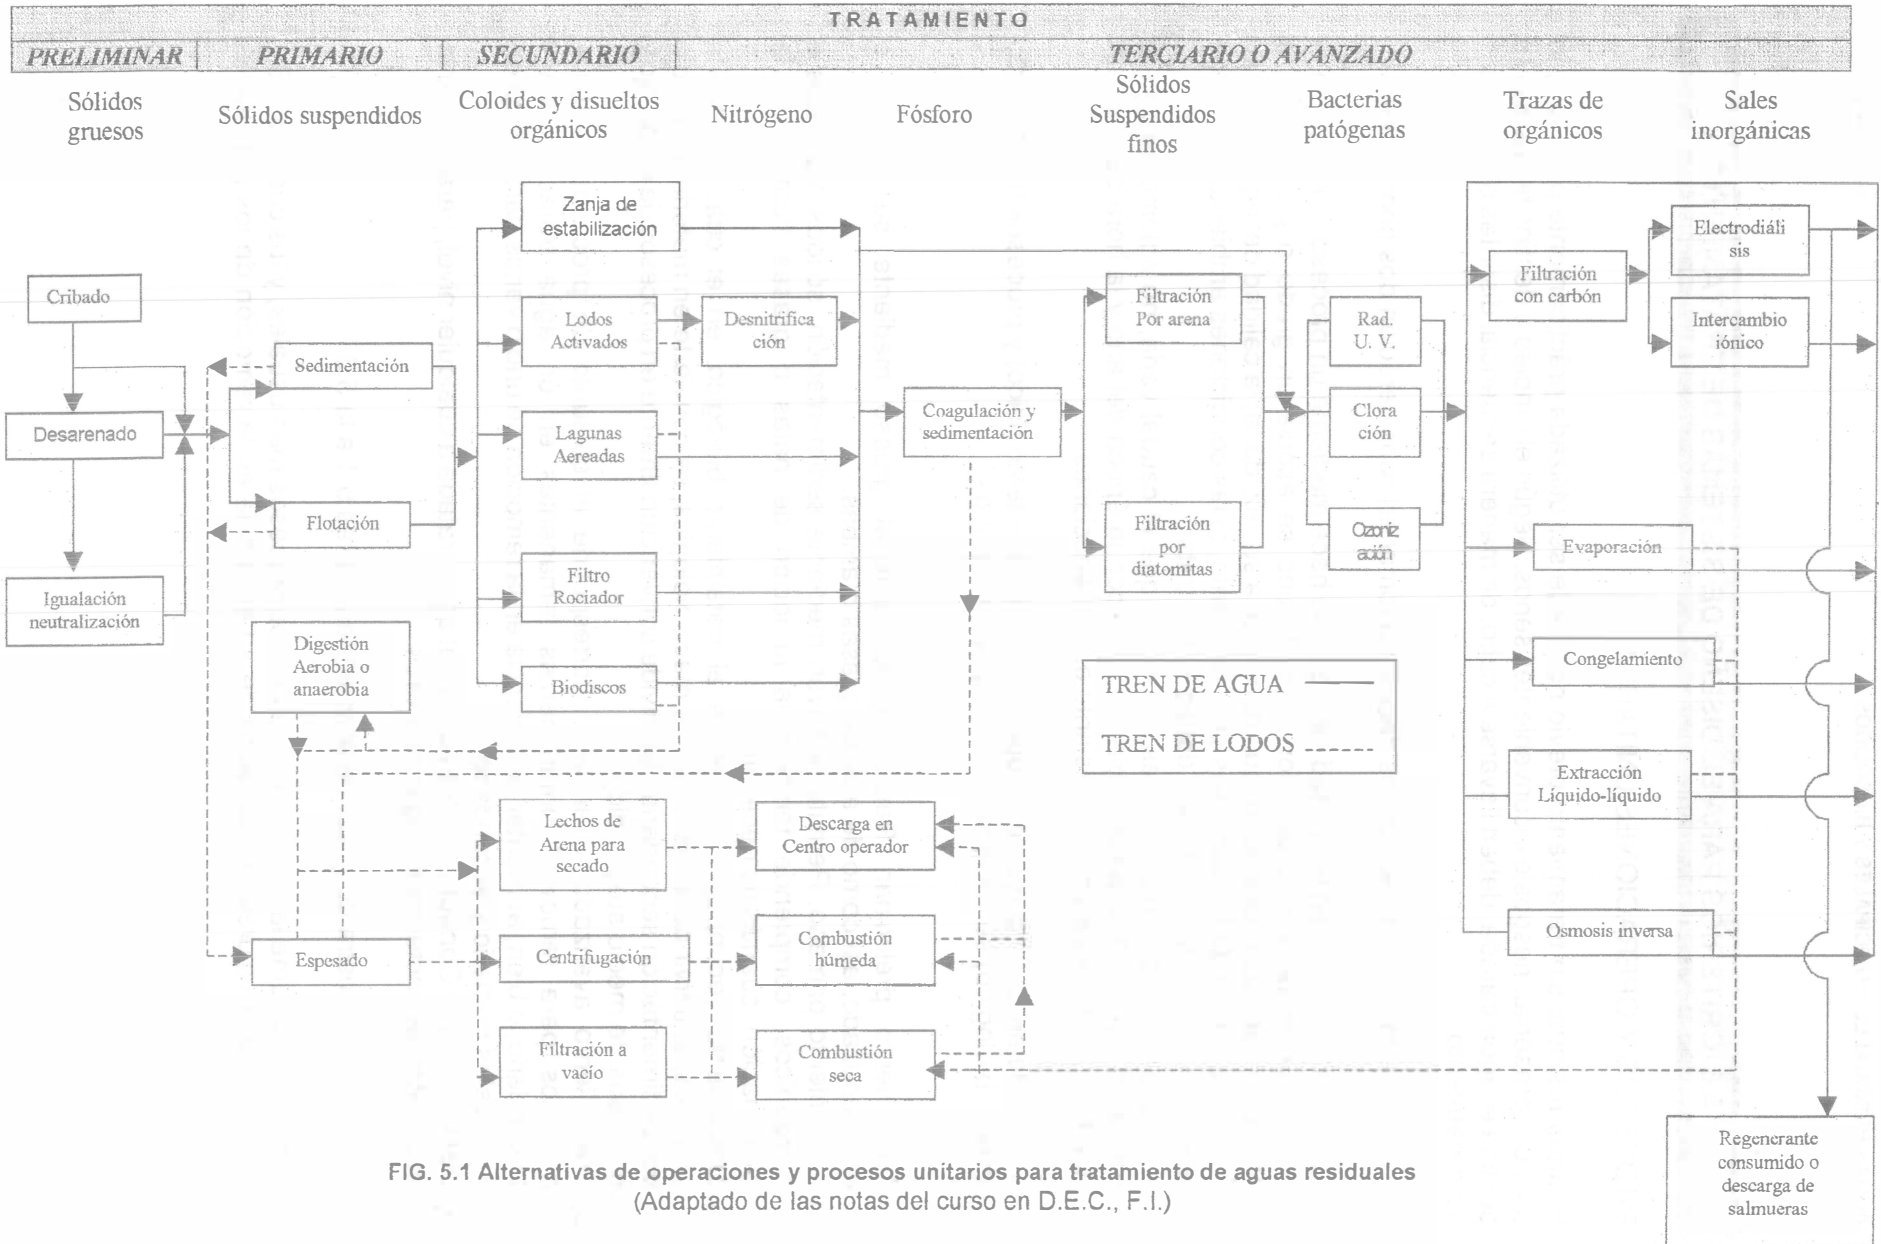 TRATAMIENTO
PRELIMINAR
PRIMARIO
SECUNDARIO
TERCIARIO O AVANZADO
Sólidos
gruesos
Sólidos suspendidos
Coloides y disueltos
orgánicos
Nitrógeno
Fósforo
Sólidos
Suspendidos
finos
Bacterias
patógenas
Trazas de
orgánicos
Sales
inorgánicas
Cribado
Desarenado
Igualación
neutralización
Sedimentación
Flotación
Digestión
Aerobia o
anaerobia
Espesado
Zanja de
estabilización
Lodos
Activados
Lagunas
Aereadas
Filtro
Rociador
Biodiscos
Lechos de
Arena para
secado
Centrifugación
Filtración a
vacío
Desnitrifica
ción
Descarga en
Centro operador
Combustión
húmeda
Combustión
seca
Coagulación y
sedimentación
Filtración
Por arena
Filtración
por
diatomitas
TREN DE AGUA
TREN DE LODOS
Rad.
U. V.
Clora
ción
Ozoniz
ación
Filtración
con carbón
Evaporación
Congelamiento
Extracción
Líquido-líquido
Osmosis inversa
Electrodiáli
sis
Intercambio
iónico
Regenerante
consumido o
descarga de
salmueras
FIG. 5.1 Alternativas de operaciones y procesos unitarios para tratamiento de aguas residuales
(Adaptado de las notas del curso en D.E.C., F.I.)